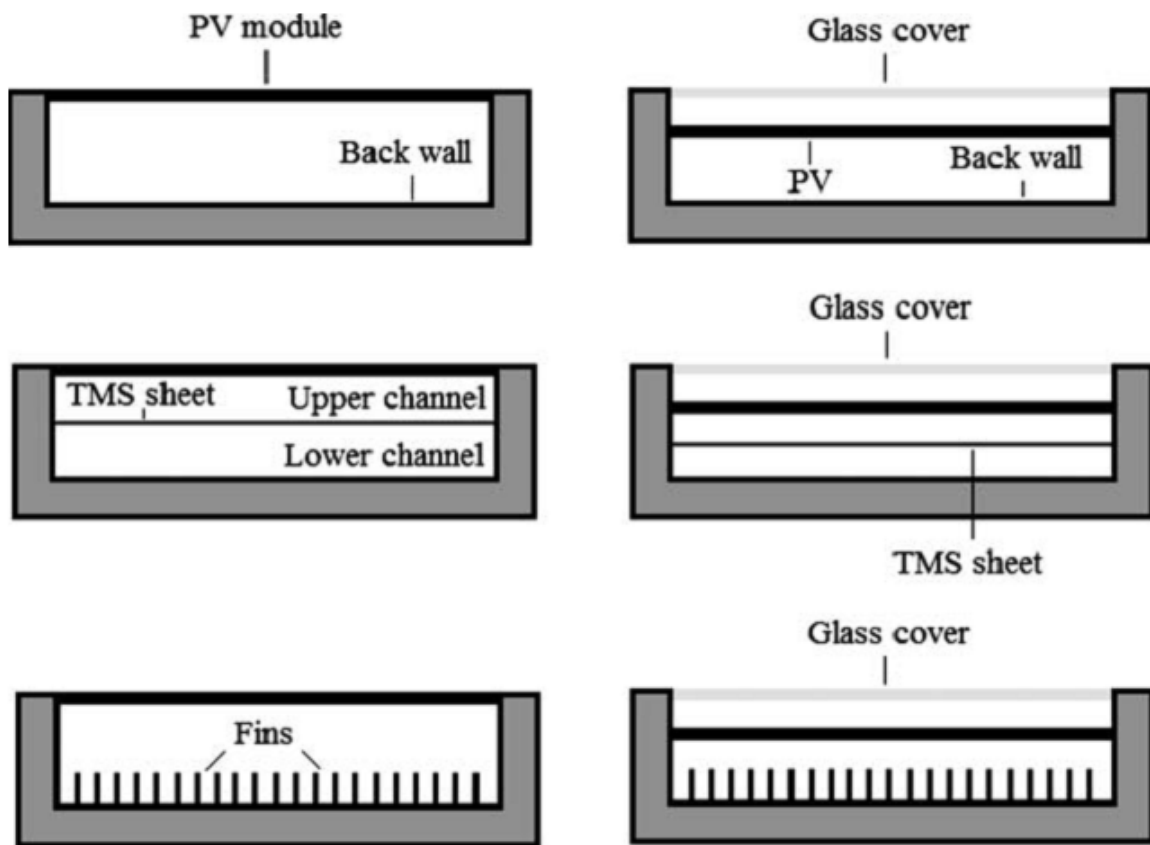 PV module
Glass cover
Back wall
PV
Back wall
Glass cover
TMS sheet
Upper channel
Lower channel
TMS sheet
Glass cover
Fins